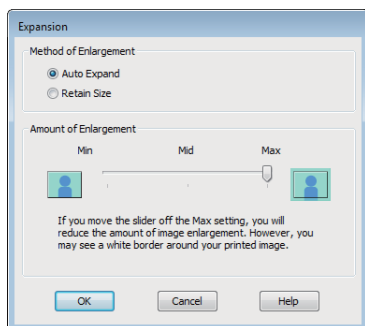 Expansion
Method of Enlargement
Auto Expand
Retain Size
Amount of Enlargement
Min Mid Max
If you move the slider off the Max setting, you will
reduce the amount of image enlargement. However, you
may see a white border around your printed image.
OK Cancel Help